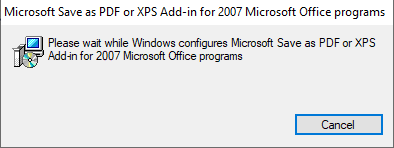 Microsoft Save as PDF or XPS Add-in for 2007 Microsoft Office programs
Please wait while Windows configures Microsoft Save as PDF or XPS
Add-in for 2007 Microsoft Office programs
Cancel